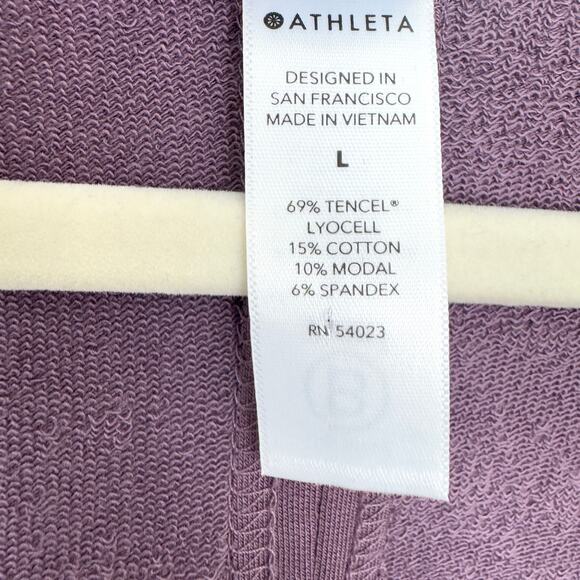 ATHLETA
DESIGNED IN
SAN FRANCISCO
MADE IN VIETNAM
L
69% TENCEL®
LYOCELL
15% COTTON
10% MODAL
6% SPANDEX
RN 54023